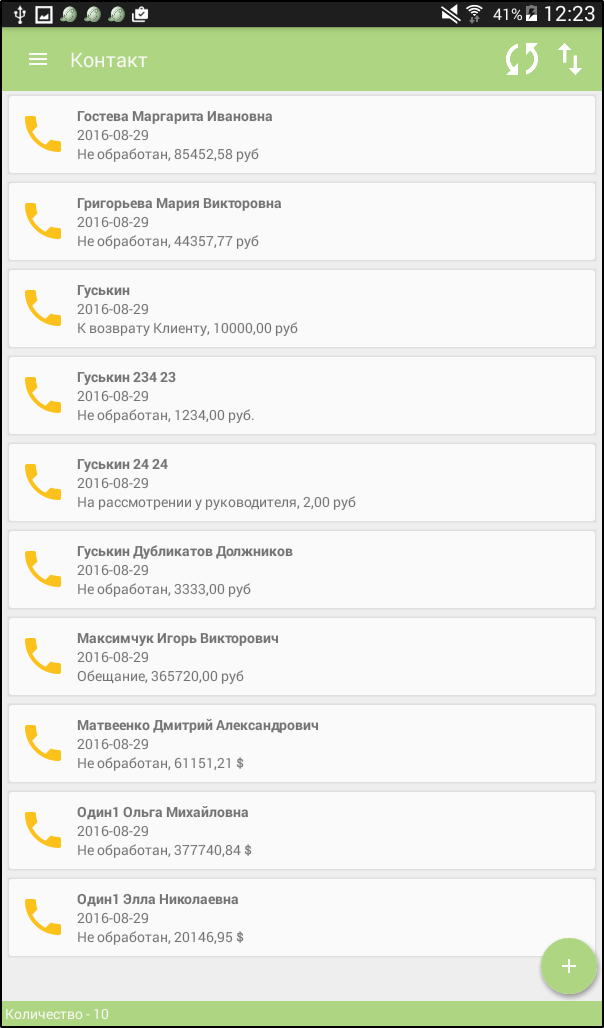 41% 12:23
Контакт
Гостева Маргарита Ивановна
2016-08-29
Не обработан, 85452,58 руб
Григорьева Мария Викторовна
2016-08-29
Не обработан, 44357,77 руб
Гуськин
2016-08-29
К возврату Клиенту, 10000,00 руб
Гуськин 234 23
2016-08-29
Не обработан, 1234,00 руб.
Гуськин 24 24
2016-08-29
На рассмотрении у руководителя, 2,00 руб
Гуськин Дубликатов Должников
2016-08-29
Не обработан, 3333,00 руб
Максимчук Игорь Викторович
2016-08-29
Обещание, 365720,00 руб
Матвеенко Дмитрий Александрович
2016-08-29
Не обработан, 61151,21 $
Один1 Ольга Михайловна
2016-08-29
Не обработан, 377740,84 $
Один1 Элла Николаевна
2016-08-29
Не обработан, 20146,95 $
Количество - 10